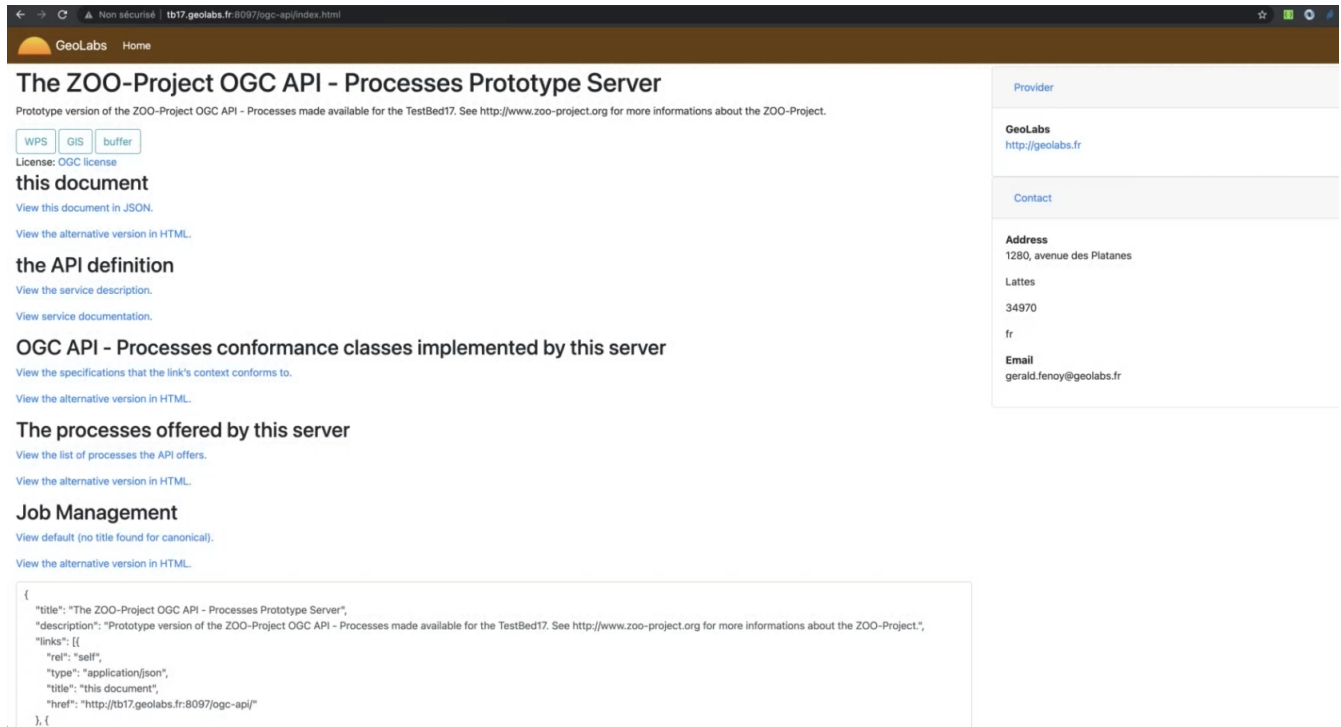 Non sécurisé | tb17.geolabs.fr:8097/ogc-api/index.html
GeoLabs Home
The ZOO-Project OGC API - Processes Prototype Server
Prototype version of the ZOO-Project OGC API - Processes made available for the TestBed17. See http://www.zoo-project.org for more informations about the ZOO-Project.
WPS GIS buffer
License: OGC license
this document
View this document in JSON.
View the alternative version in HTML.
the API definition
View the service description.
View service documentation.
OGC API - Processes conformance classes implemented by this server
View the specifications that the link's context conforms to.
View the alternative version in HTML.
The processes offered by this server
View the list of processes the API offers.
View the alternative version in HTML.
Job Management
View default (no title found for canonical).
View the alternative version in HTML.
{
"title": "The ZOO-Project OGC API - Processes Prototype Server",
"description": "Prototype version of the ZOO-Project OGC API - Processes made available for the TestBed17. See http://www.zoo-project.org for more informations about the ZOO-Project.",
"links": [{
"rel": "self",
"type": "application/json",
"title": "this document",
"href": "http://tb17.geolabs.fr:8097/ogc-api/"
}, {
Provider
GeoLabs
http://geolabs.fr
Contact
Address
1280, avenue des Platanes
Lattes
34970
fr
Email
gerald.fenoy@geolabs.fr